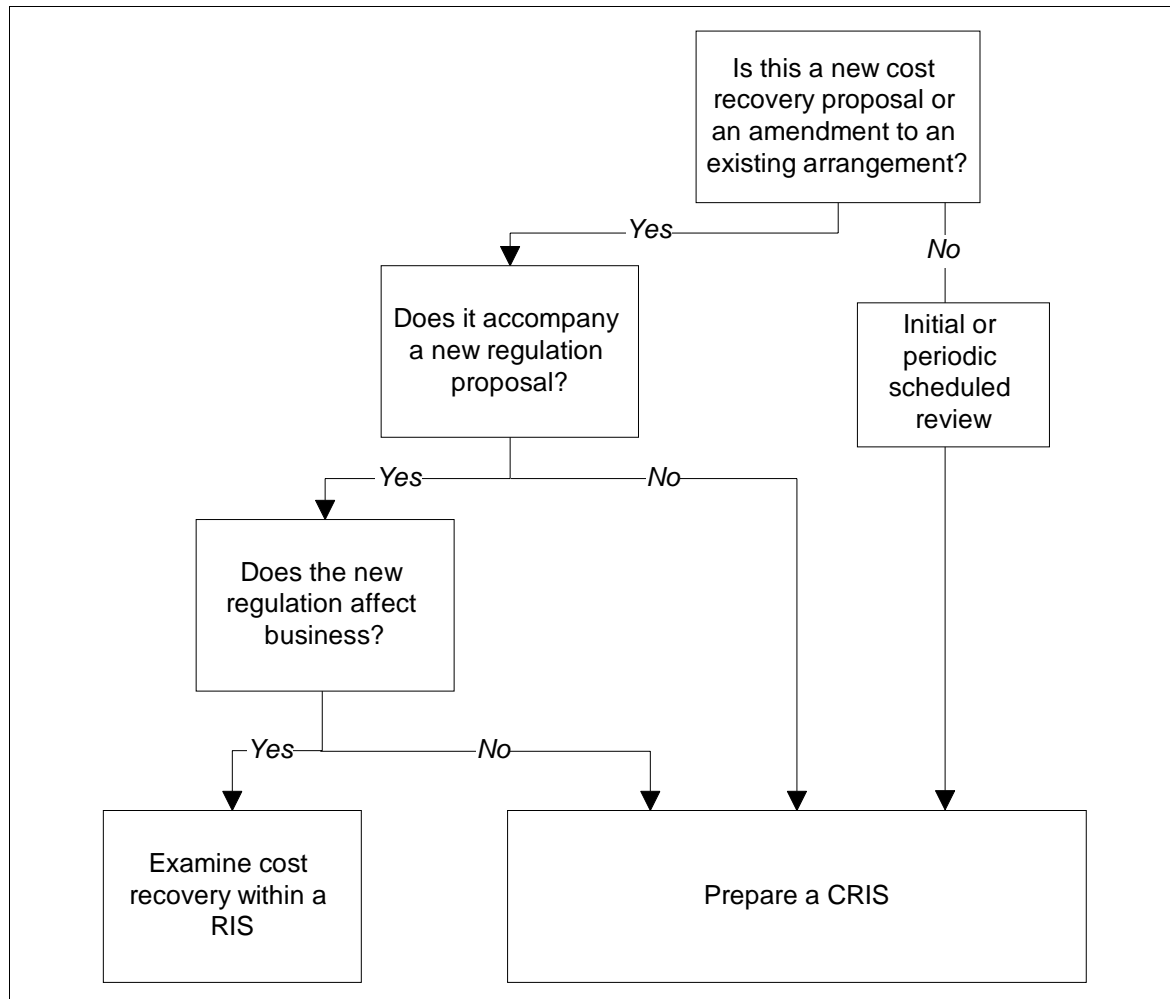 Is this a new cost
recovery proposal or
an amendment to an
existing arrangement?
Yes
No
Does it accompany
a new regulation
proposal?
Initial or
periodic
scheduled
review
Yes
No
Does the new
regulation affect
business?
Yes
No
Examine cost
recovery within a
RIS
Prepare a CRIS